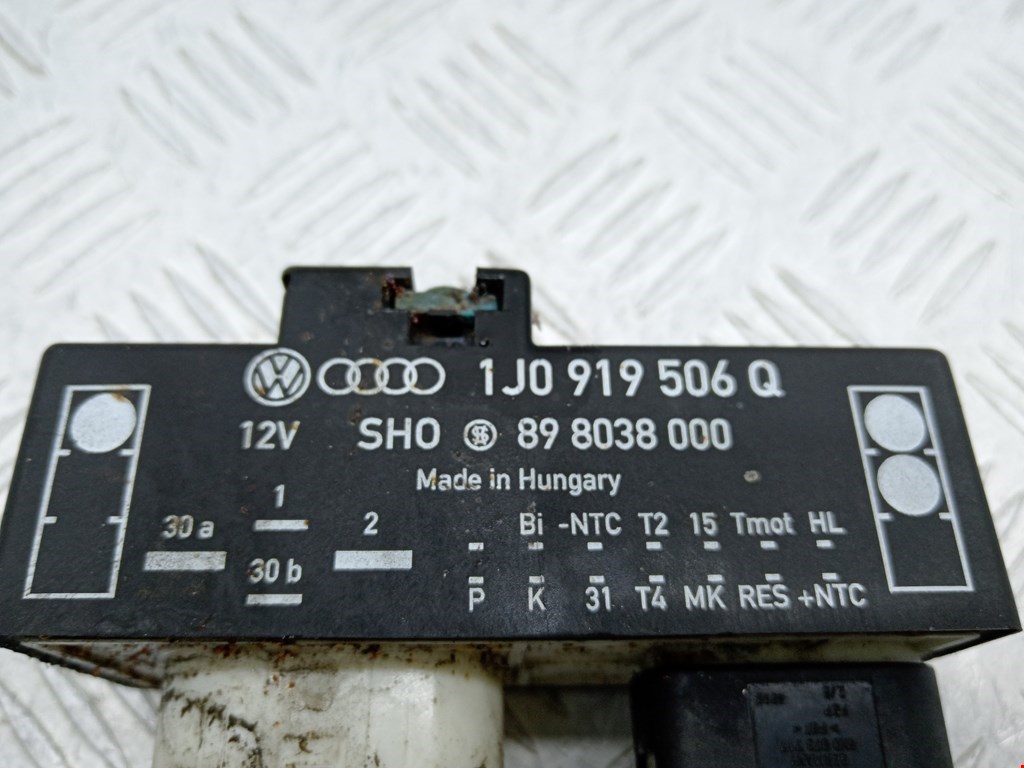 1J0 919 506 Q
12V SHO 89 8038 000
Made in Hungary
1
30 a 2 Bi -NTC T2 15 Tmot HL
30 b P K 31 T4 MK RES +NTC